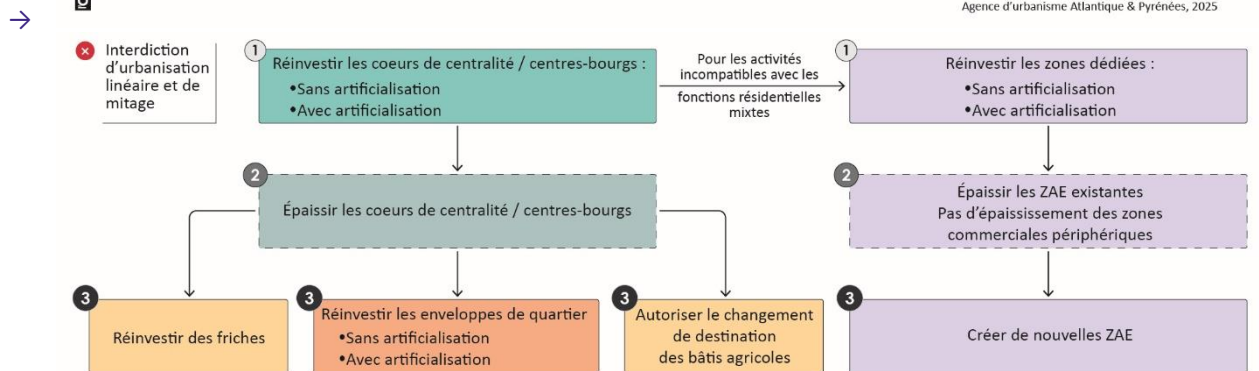 Agence d'urbanisme Atlantique & Pyrénées, 2025
Interdiction
d'urbanisation
linéaire et de
mitage
1
Réinvestir les coeurs de centralité / centres-bourgs :
•Sans artificialisation
•Avec artificialisation
Pour les activités
incompatibles avec les
fonctions résidentielles
mixtes
1
Réinvestir les zones dédiées :
•Sans artificialisation
•Avec artificialisation
2
Épaissir les coeurs de centralité / centres-bourgs
2
Épaissir les ZAE existantes
Pas d'épaississement des zones
commerciales périphériques
3
Réinvestir des friches
3
Réinvestir les enveloppes de quartier
•Sans artificialisation
•Avec artificialisation
3
Autoriser le changement
de destination
des bâtis agricoles
3
Créer de nouvelles ZAE